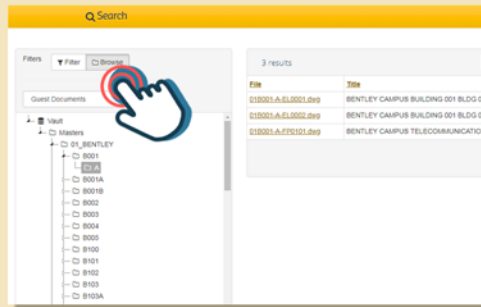 Search
Filters
Filter
Browse
Guest Documents
Vault
Masters
01_BENTLEY
B001
A
B001A
B001B
B002
B003
B004
B005
B100
B101
B102
B103
B103A
3 results
File Title
01B001-A-EL0001.dwg BENTLEY CAMPUS BUILDING 001 BLDG 0
01B001-A-EL0002.dwg BENTLEY CAMPUS BUILDING 001 BLDG 0
01B001-A-FP0101.dwg BENTLEY CAMPUS TELECOMMUNICATIO